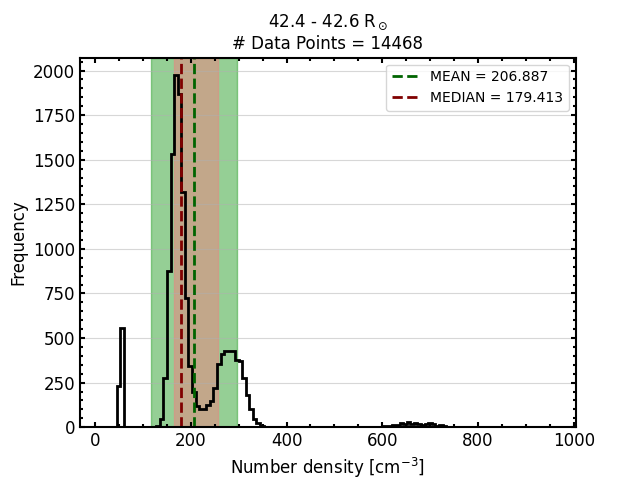 42.4 - 42.6 R⊙
# Data Points = 14468
MEAN = 206.887
MEDIAN = 179.413
Frequency
2000
1750
1500
1250
1000
750
500
250
0
0 200 400 600 800 1000
Number density [cm⁻³]